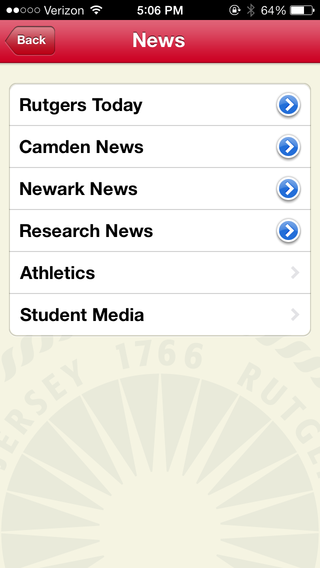 Verizon 5:06 PM 64%
Back News
Rutgers Today
Camden News
Newark News
Research News
Athletics
Student Media
JERSEY 1766 RUTGE